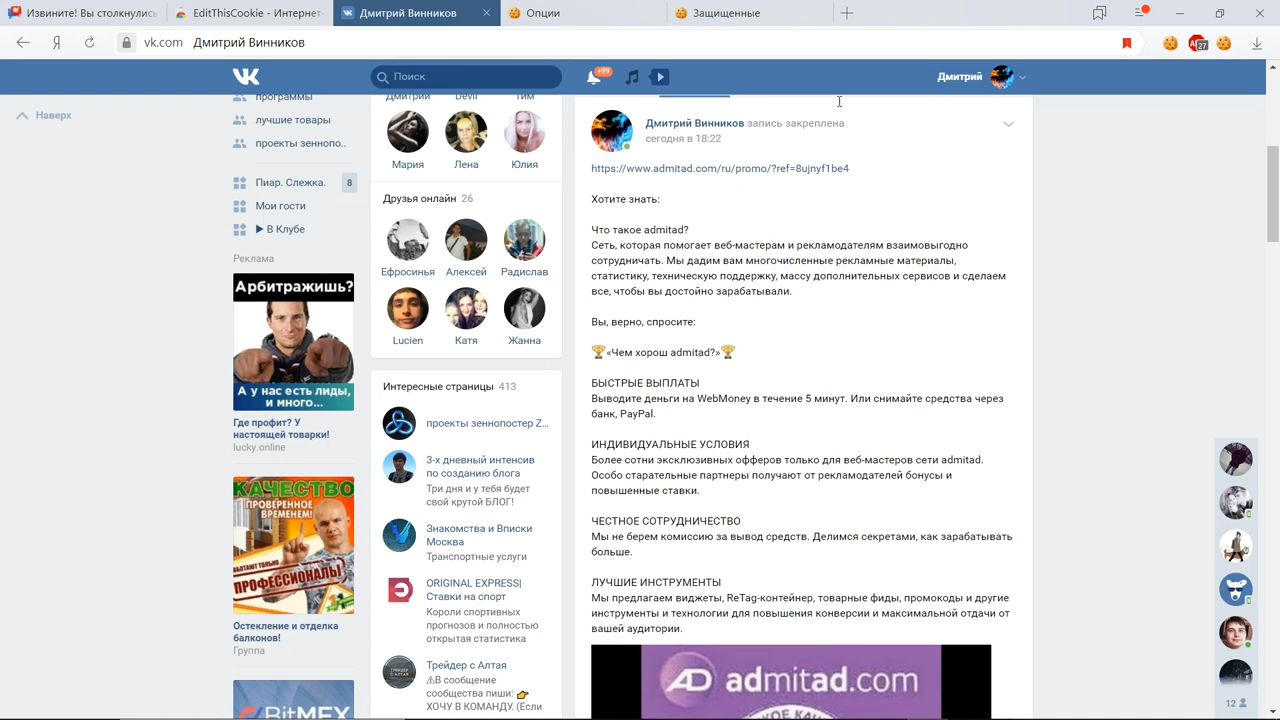 Извините! Вы столкнулись
EditThisCookie - Интернет-
Дмитрий Винников
Опции
Защищенные
vk.com Дмитрий Винников
27
Поиск
+99
Дмитрий
Наверх
программы
лучшие товары
проекты зеннопо..
Пиар. Слежка. 8
Мои гости
В Клубе
Реклама
Арбитражишь?
А у нас есть лиды,
и много...
Где профит? У
настоящей товарки!
lucky.online
КАЧЕСТВО
ПРОВЕРЕННОЕ
ВРЕМЕНЕМ!
РАБОТАЮТ ТОЛЬКО
ПРОФЕССИОНАЛЫ
Остекление и отделка
балконов!
Группа
BitMEX
Дмитрий Devil Тим
Мария Лена Юлия
Друзья онлайн 26
Ефросинья Алексей Радислав
Lucien Катя Жанна
Интересные страницы 413
проекты зеннопостер Z...
3-х дневный интенсив
по созданию блога
Три дня и у тебя будет
свой крутой БЛОГ!
Знакомства и Вписки
Москва
Транспортные услуги
ORIGINAL EXPRESS|
Ставки на спорт
Короли спортивных
прогнозов и полностью
открытая статистика
Трейдер с Алтая
⚠В сообщение
сообщества пиши: 👉
ХОЧУ В КОМАНДУ. (Если
Дмитрий Винников запись закреплена
сегодня в 18:22
https://www.admitad.com/ru/promo/?ref=8ujnyf1be4
Хотите знать:
Что такое admitad?
Сеть, которая помогает веб-мастерам и рекламодателям взаимовыгодно
сотрудничать. Мы дадим вам многочисленные рекламные материалы,
статистику, техническую поддержку, массу дополнительных сервисов и сделаем
все, чтобы вы достойно зарабатывали.
Вы, верно, спросите:
🏆«Чем хорош admitad?»🏆
БЫСТРЫЕ ВЫПЛАТЫ
Выводите деньги на WebMoney в течение 5 минут. Или снимайте средства через
банк, PayPal.
ИНДИВИДУАЛЬНЫЕ УСЛОВИЯ
Более сотни эксклюзивных офферов только для веб-мастеров сети admitad.
Особо старательные партнеры получают от рекламодателей бонусы и
повышенные ставки.
ЧЕСТНОЕ СОТРУДНИЧЕСТВО
Мы не берем комиссию за вывод средств. Делимся секретами, как зарабатывать
больше.
ЛУЧШИЕ ИНСТРУМЕНТЫ
Мы предлагаем виджеты, ReTag-контейнер, товарные фиды, промокоды и другие
инструменты и технологии для повышения конверсии и максимальной отдачи от
вашей аудитории.
admitad.com
12